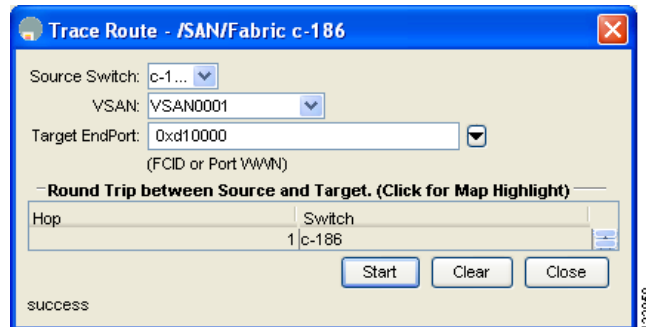 Trace Route - /SAN/Fabric c-186
Source Switch: c-1...
VSAN: VSAN0001
Target EndPort: 0xd10000
(FCID or Port WWN)
Round Trip between Source and Target. (Click for Map Highlight)
Hop Switch
1 c-186
Start Clear Close
success